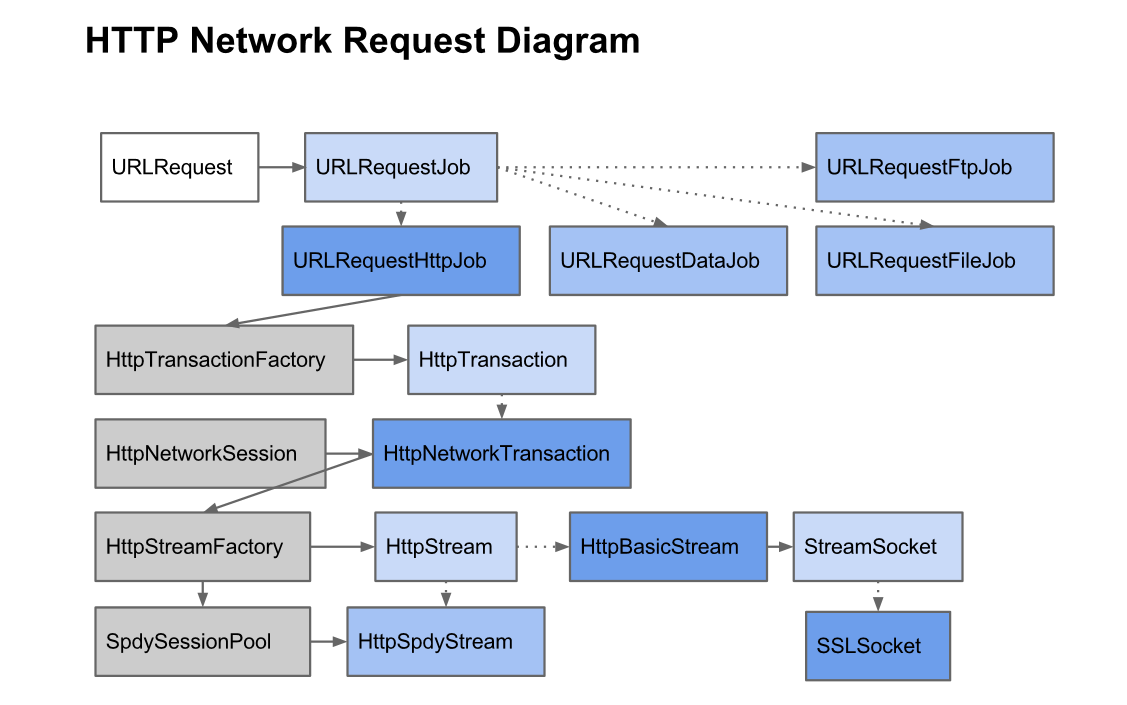 HTTP Network Request Diagram
URLRequest
URLRequestJob
URLRequestFtpJob
URLRequestHttpJob
URLRequestDataJob
URLRequestFileJob
HttpTransactionFactory
HttpTransaction
HttpNetworkSession
HttpNetworkTransaction
HttpStreamFactory
HttpStream
HttpBasicStream
StreamSocket
SpdySessionPool
HttpSpdyStream
SSLSocket